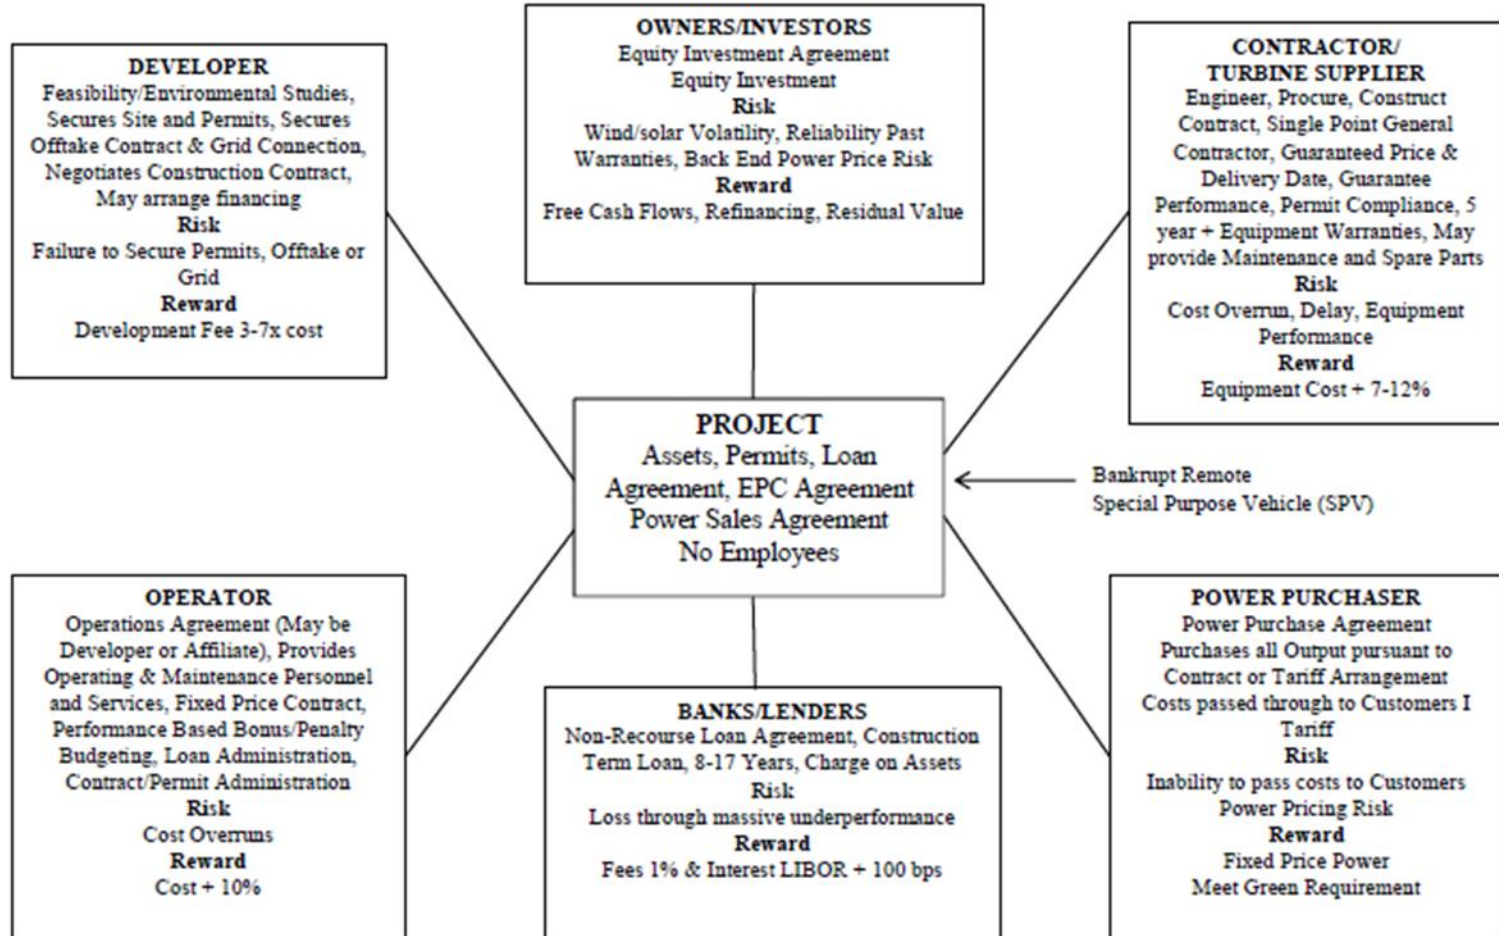 DEVELOPER
Feasibility/Environmental Studies,
Secures Site and Permits, Secures
Offtake Contract & Grid Connection,
Negotiates Construction Contract,
May arrange financing
Risk
Failure to Secure Permits, Offtake or
Grid
Reward
Development Fee 3-7x cost
OWNERS/INVESTORS
Equity Investment Agreement
Equity Investment
Risk
Wind/solar Volatility, Reliability Past
Warranties, Back End Power Price Risk
Reward
Free Cash Flows, Refinancing, Residual Value
CONTRACTOR/
TURBINE SUPPLIER
Engineer, Procure, Construct
Contract, Single Point General
Contractor, Guaranteed Price &
Delivery Date, Guarantee
Performance, Permit Compliance, 5
year + Equipment Warranties, May
provide Maintenance and Spare Parts
Risk
Cost Overrun, Delay, Equipment
Performance
Reward
Equipment Cost + 7-12%
PROJECT
Assets, Permits, Loan
Agreement, EPC Agreement
Power Sales Agreement
No Employees
Bankrupt Remote
Special Purpose Vehicle (SPV)
OPERATOR
Operations Agreement (May be
Developer or Affiliate), Provides
Operating & Maintenance Personnel
and Services, Fixed Price Contract,
Performance Based Bonus/Penalty
Budgeting, Loan Administration,
Contract/Permit Administration
Risk
Cost Overruns
Reward
Cost + 10%
BANKS/LENDERS
Non-Recourse Loan Agreement, Construction
Term Loan, 8-17 Years, Charge on Assets
Risk
Loss through massive underperformance
Reward
Fees 1% & Interest LIBOR + 100 bps
POWER PURCHASER
Power Purchase Agreement
Purchases all Output pursuant to
Contract or Tariff Arrangement
Costs passed through to Customers I
Tariff
Risk
Inability to pass costs to Customers
Power Pricing Risk
Reward
Fixed Price Power
Meet Green Requirement